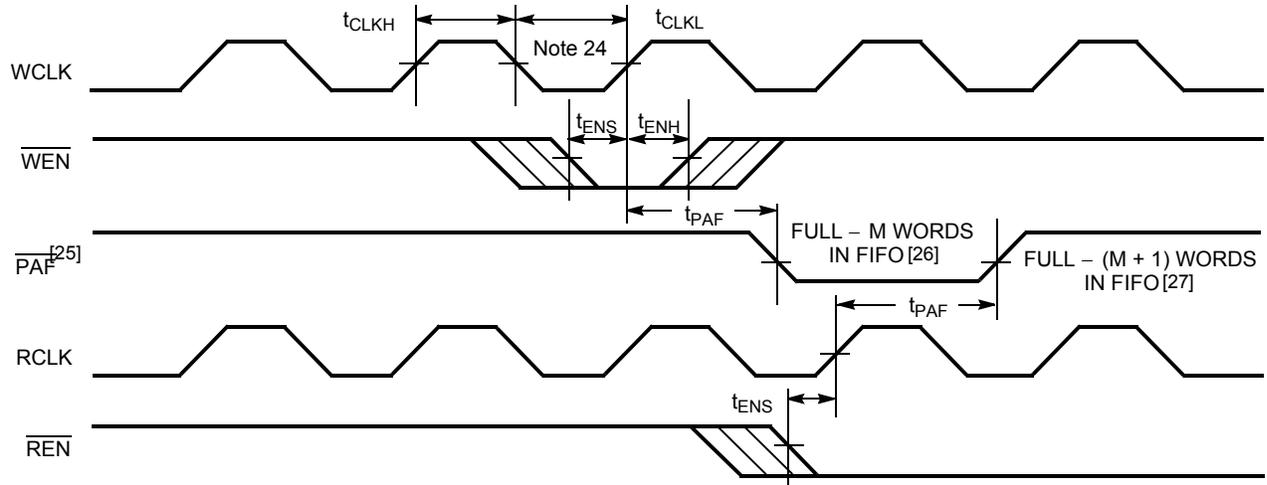 tCLKH
tCLKL
Note 24
WCLK
tENS
tENH
WEN
tPAF
FULL – M WORDS
IN FIFO [26]
PAF[25]
FULL – (M + 1) WORDS
IN FIFO [27]
tPAF
RCLK
tENS
REN